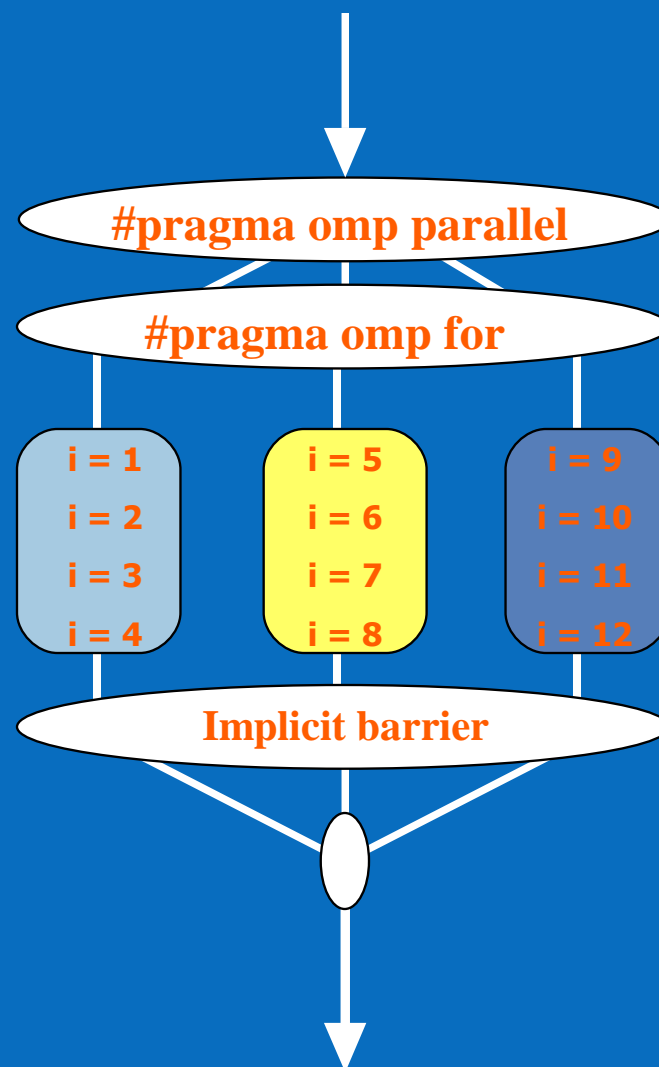 #pragma omp parallel
#pragma omp for
i = 1
i = 2
i = 3
i = 4
i = 5
i = 6
i = 7
i = 8
i = 9
i = 10
i = 11
i = 12
Implicit barrier